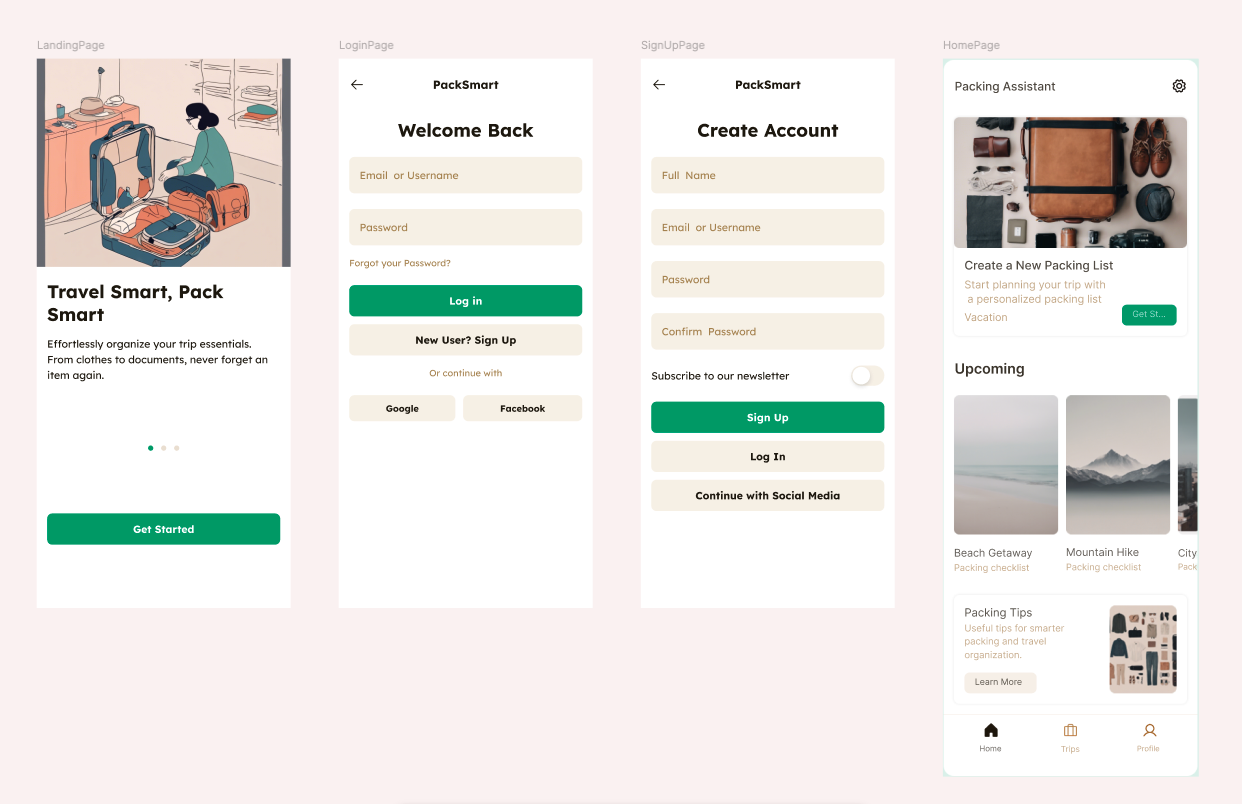 LandingPage
Travel Smart, Pack
Smart
Effortlessly organize your trip essentials.
From clothes to documents, never forget an
item again.
Get Started
LoginPage
PackSmart
Welcome Back
Email or Username
Password
Forgot your Password?
Log in
New User? Sign Up
Or continue with
Google
Facebook
SignUpPage
PackSmart
Create Account
Full Name
Email or Username
Password
Confirm Password
Subscribe to our newsletter
Sign Up
Log In
Continue with Social Media
HomePage
Packing Assistant
Create a New Packing List
Start planning your trip with
a personalized packing list
Vacation
Get St...
Upcoming
Beach Getaway
Packing checklist
Mountain Hike
Packing checklist
City
Pack
Packing Tips
Useful tips for smarter
packing and travel
organization.
Learn More
Home
Trips
Profile